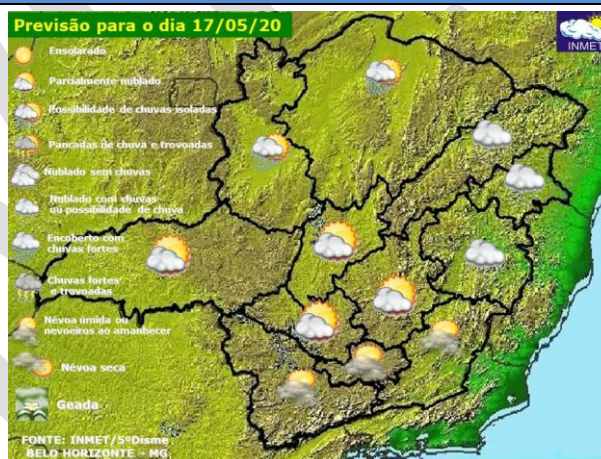 Previsão para o dia 17/05/20
INMET
Ensolarado
Parcialmente nublado
Possibilidade de chuvas isoladas
Pancadas de chuva e trovoadas
Nublado sem chuvas
Nublado com chuvas
ou possibilidade de chuva
Encoberto com
chuvas fortes
Chuvas fortes
e trovoadas
Névoa úmida ou
nevoeiros ao amanhecer
Névoa seca
Geada
FONTE: INMET/5ºDisme
BELO HORIZONTE - MG